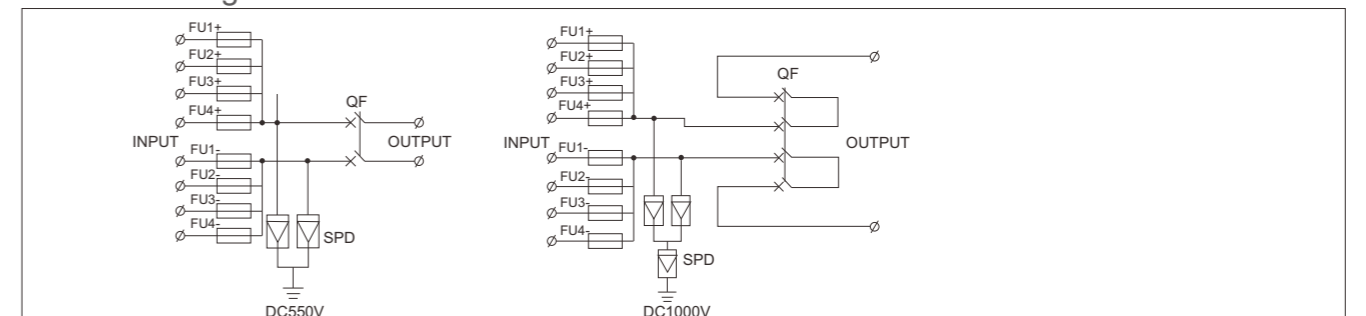 FU1+
FU2+
FU3+
FU4+
INPUT
FU1-
FU2-
FU3-
FU4-
QF
OUTPUT
SPD
DC550V
FU1+
FU2+
FU3+
FU4+
INPUT
FU1-
FU2-
FU3-
FU4-
QF
OUTPUT
SPD
DC1000V